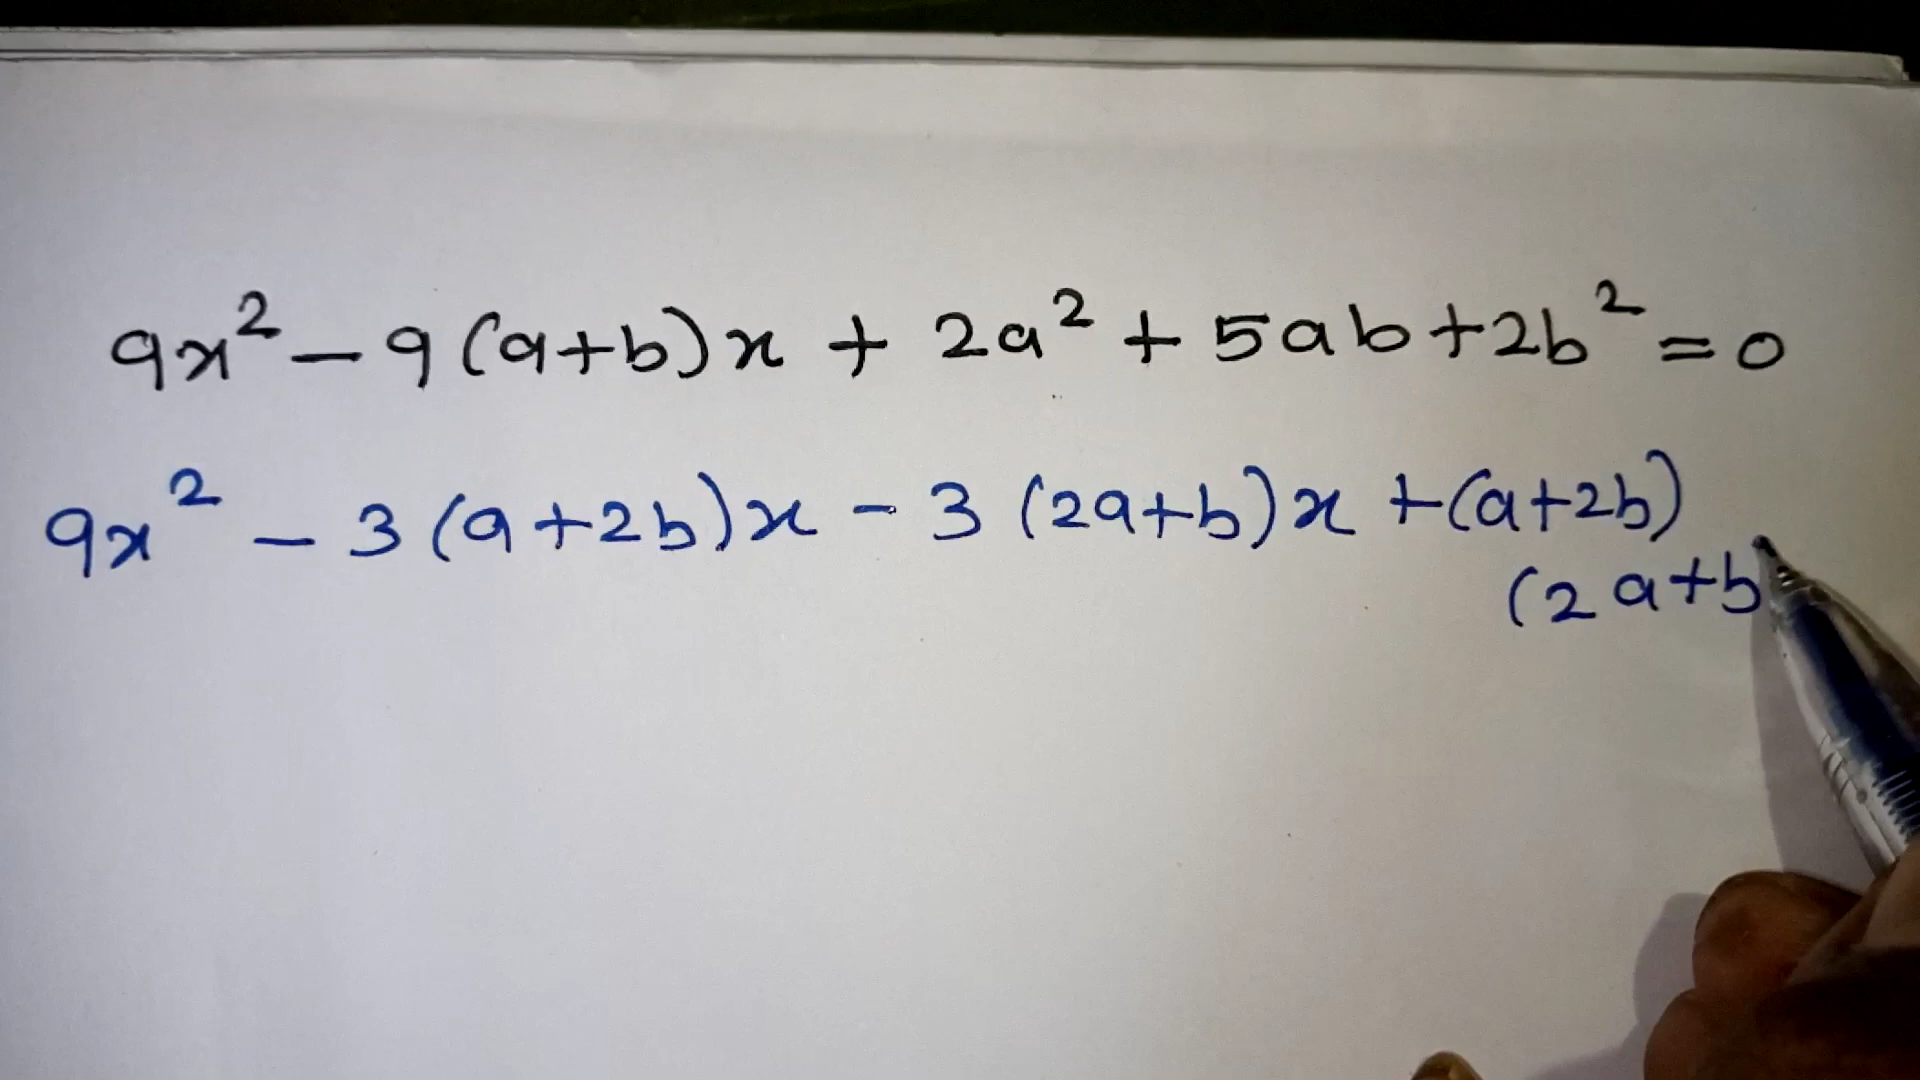 9x² - 9(a+b)x + 2a² + 5ab + 2b² = 0
9x² - 3(a+2b)x - 3(2a+b)x + (a+2b)
(2a+b